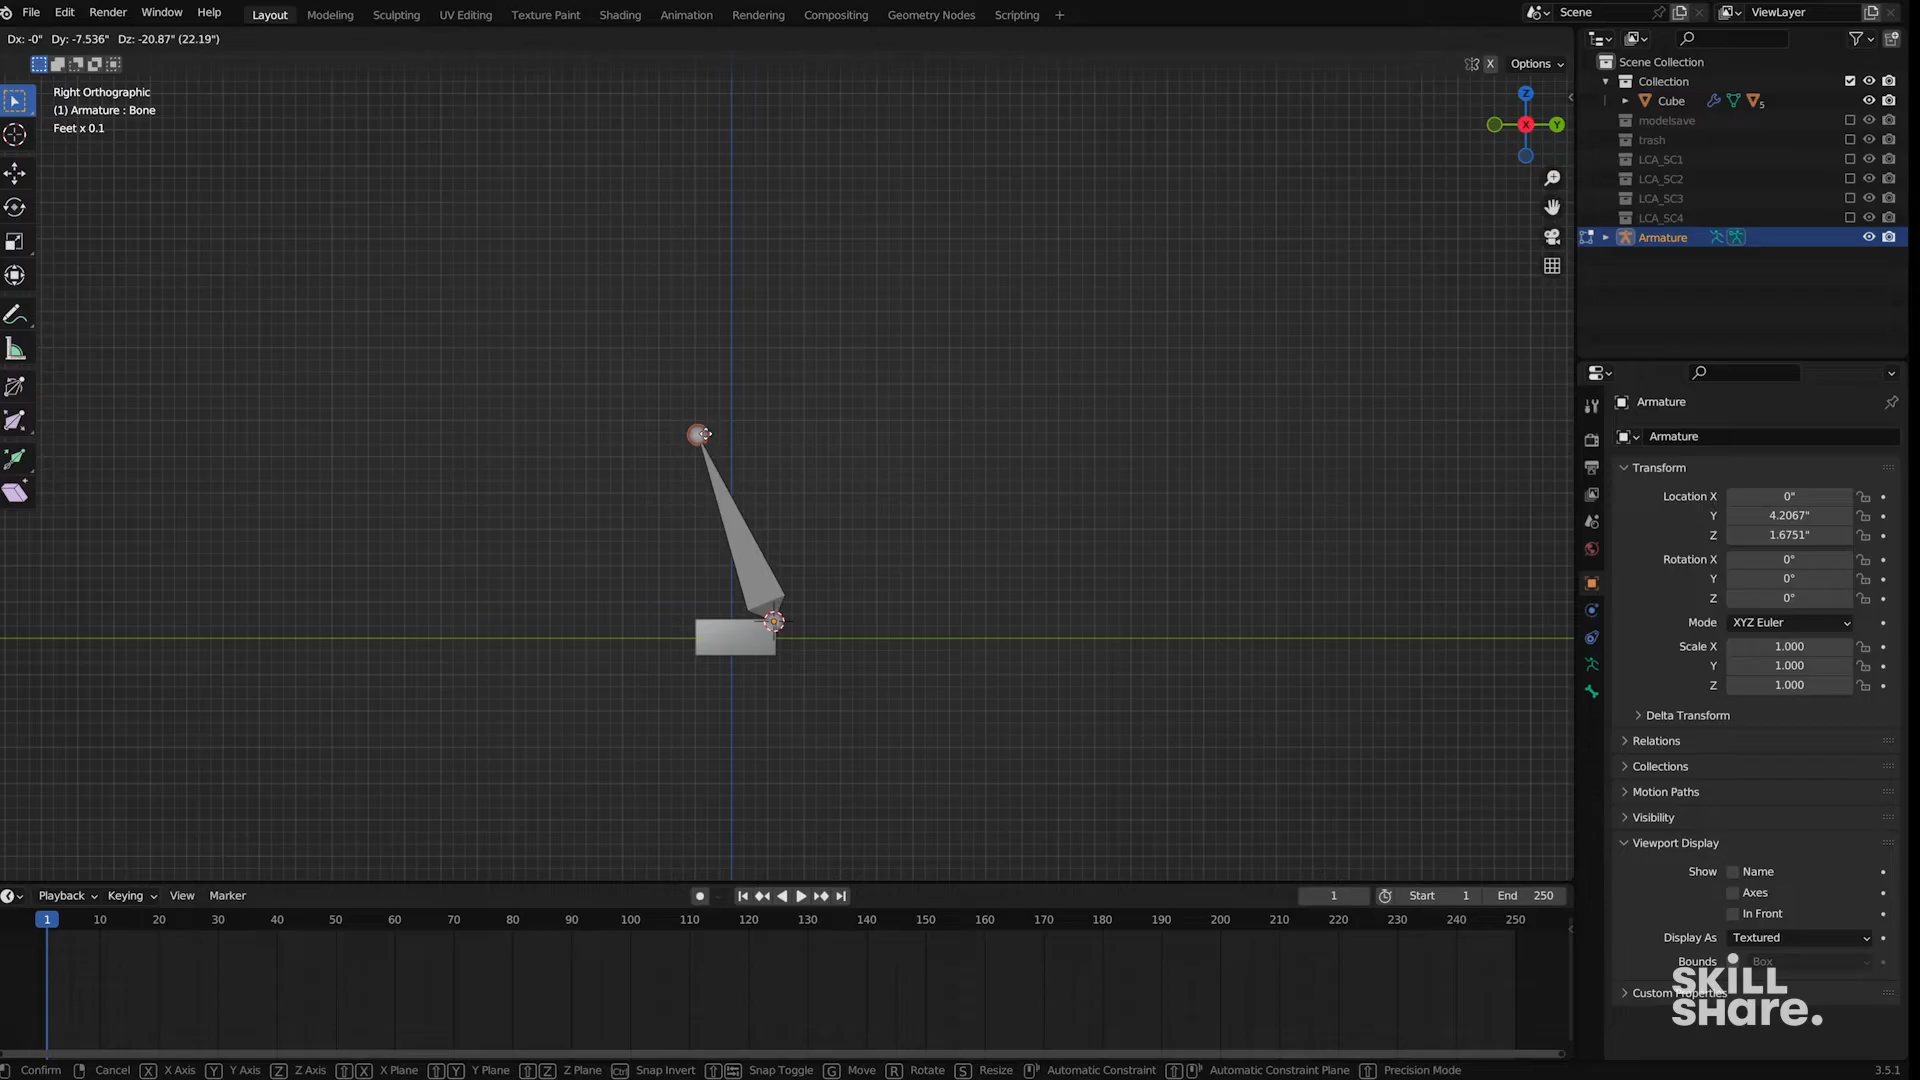 File Edit Render Window Help Layout Modeling Sculpting UV Editing Texture Paint Shading Animation Rendering Compositing Geometry Nodes Scripting + Scene ViewLayer
Dx: -0" Dy: -7.536" Dz: -20.87" (22.19°)
X Options
Right Orthographic
(1) Armature : Bone
Feet x 0.1
Z
X
Y
Scene Collection
Collection
Cube 5
modelsave
trash
LCA_SC1
LCA_SC2
LCA_SC3
LCA_SC4
Armature
Armature
Armature
Transform
Location X 0"
Y 4.2067"
Z 1.6751"
Rotation X 0°
Y 0°
Z 0°
Mode XYZ Euler
Scale X 1.000
Y 1.000
Z 1.000
Delta Transform
Relations
Collections
Motion Paths
Visibility
Viewport Display
Show Name
Axes
In Front
Display As Textured
Bounds Box
Custom Properties
SKILL
SHare.
Playback Keying View Marker 1 Start 1 End 250
1 10 20 30 40 50 60 70 80 90 100 110 120 130 140 150 160 170 180 190 200 210 220 230 240 250
Confirm Cancel X X Axis Y Y Axis Z Z Axis X X Plane Y Y Plane Z Z Plane Ctrl Snap Invert Snap Toggle G Move R Rotate S Resize Automatic Constraint Automatic Constraint Plane Precision Mode 3.5.1